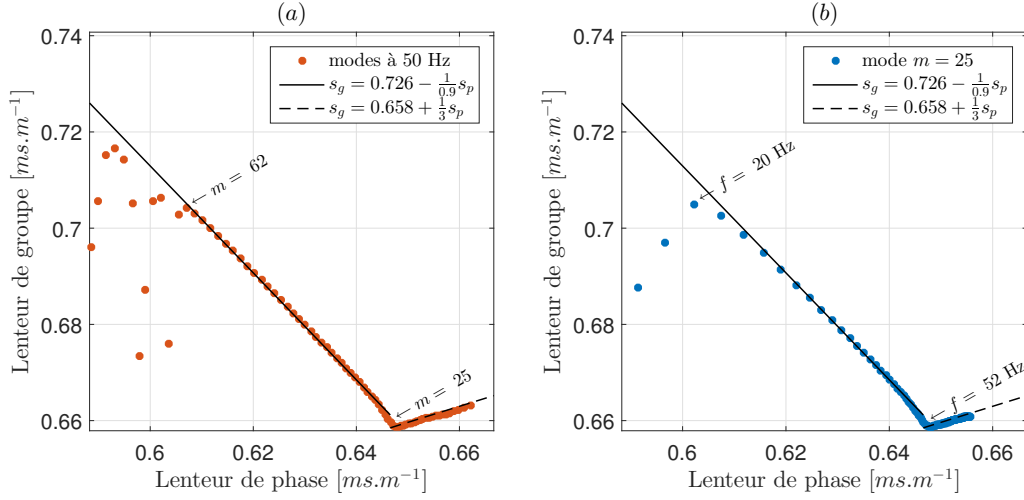 (a)
0.74
0.72
0.7
0.68
0.66
0.6
0.62
0.64
0.66
Lenteur de groupe [ms.m⁻¹]
Lenteur de phase [ms.m⁻¹]
modes à 50 Hz
s_g = 0.726 − 1/0.9 s_p
s_g = 0.658 + 1/3 s_p
← m = 62
← m = 25
(b)
0.74
0.72
0.7
0.68
0.66
0.6
0.62
0.64
0.66
Lenteur de groupe [ms.m⁻¹]
Lenteur de phase [ms.m⁻¹]
mode m = 25
s_g = 0.726 − 1/0.9 s_p
s_g = 0.658 + 1/3 s_p
← f = 20 Hz
← f = 52 Hz